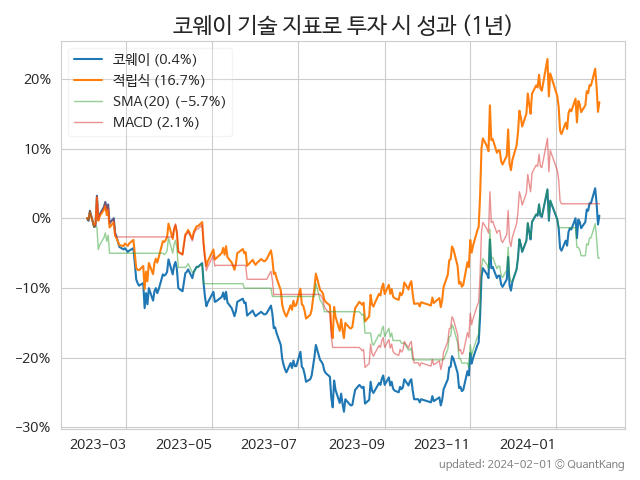 코웨이 기술 지표로 투자 시 성과 (1년)
코웨이 (0.4%)
적립식 (16.7%)
SMA(20) (−5.7%)
MACD (2.1%)
20%
10%
0%
−10%
−20%
−30%
2023-03 2023-05 2023-07 2023-09 2023-11 2024-01
updated: 2024-02-01 © QuantKang